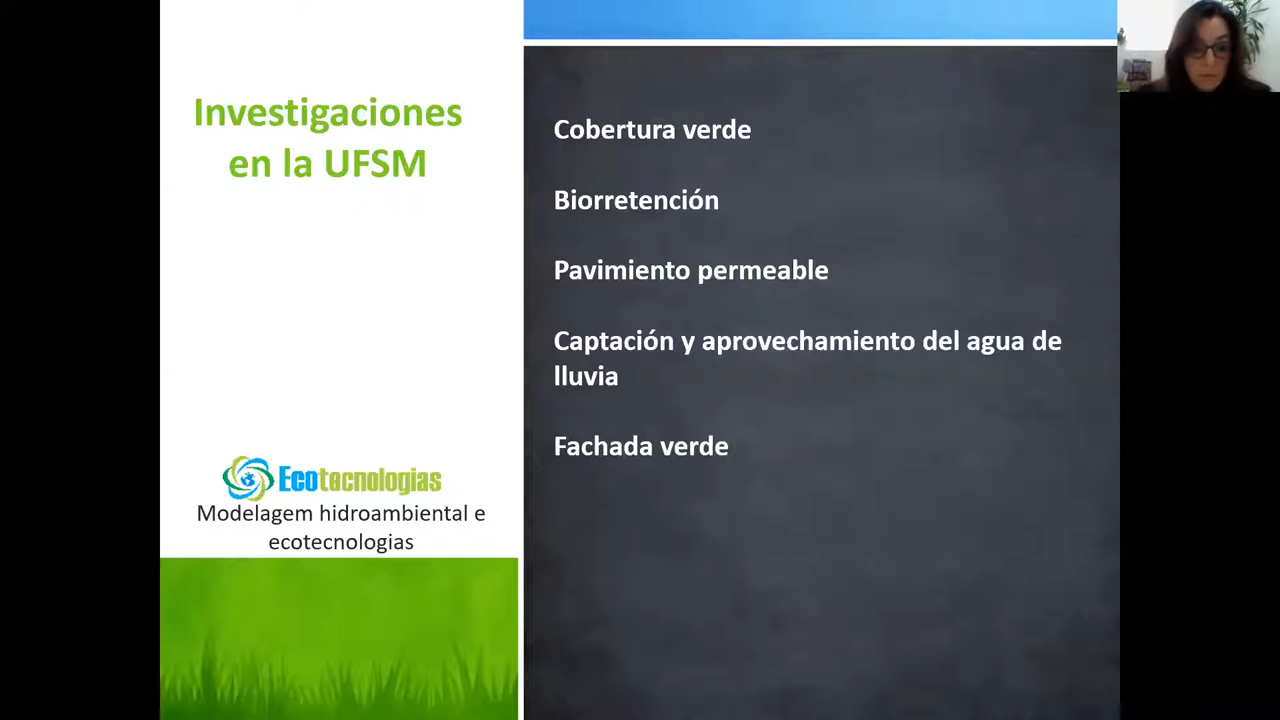 Investigaciones
en la UFSM
Cobertura verde
Biorretención
Pavimiento permeable
Captación y aprovechamiento del agua de
lluvia
Fachada verde
Ecotecnologias
Modelagem hidroambiental e
ecotecnologias